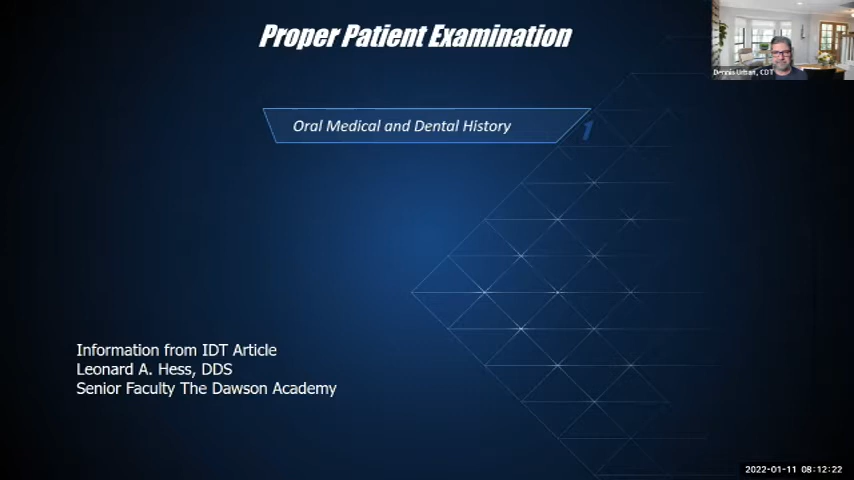 Proper Patient Examination
Dennis Urban, CDT
Oral Medical and Dental History
1
Information from IDT Article
Leonard A. Hess, DDS
Senior Faculty The Dawson Academy
2022-01-11 08:12:22